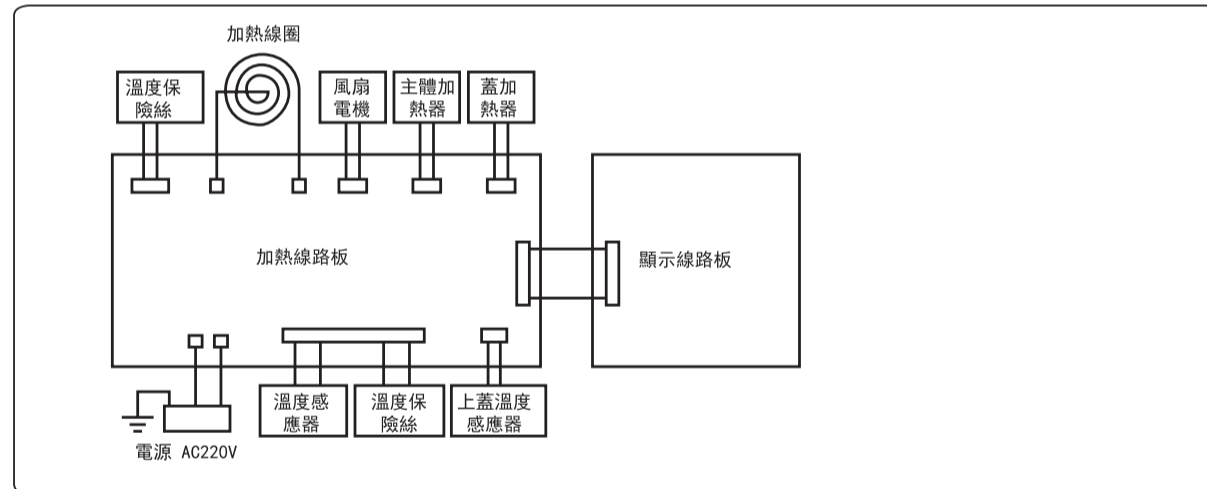 加熱線圈
溫度保
險絲
風扇
電機
主體加
熱器
蓋加
熱器
加熱線路板
顯示線路板
溫度感
應器
溫度保
險絲
上蓋溫度
感應器
電源 AC220V